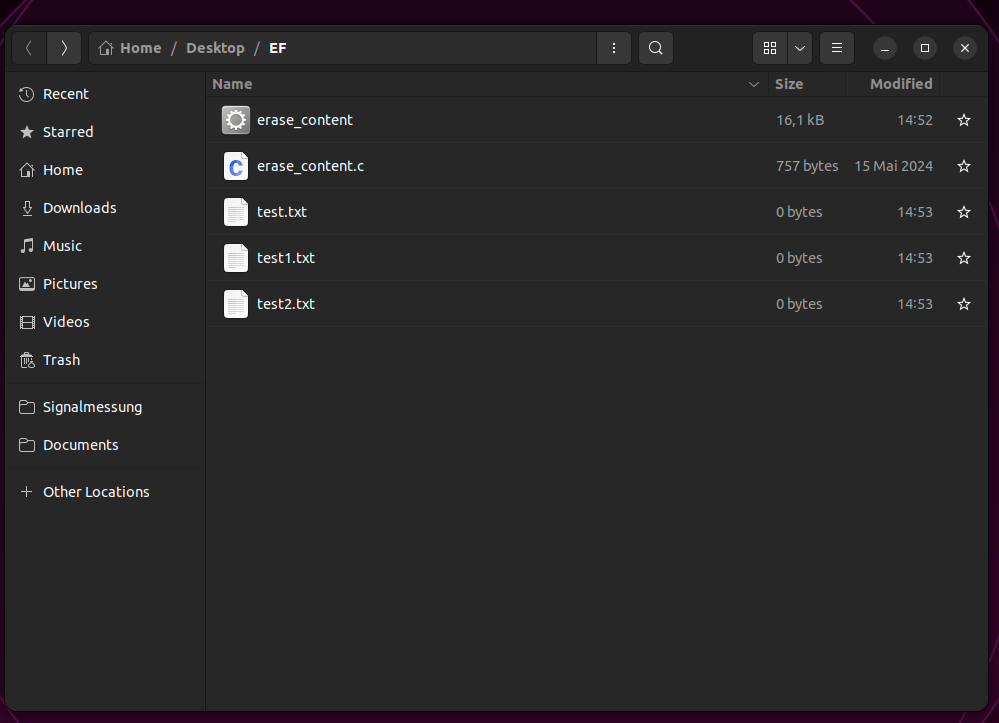 Home / Desktop / EF
Name Size Modified
Recent
Starred
Home
Downloads
Music
Pictures
Videos
Trash
Signalmessung
Documents
Other Locations
erase_content 16,1 kB 14:52
C erase_content.c 757 bytes 15 Mai 2024
test.txt 0 bytes 14:53
test1.txt 0 bytes 14:53
test2.txt 0 bytes 14:53